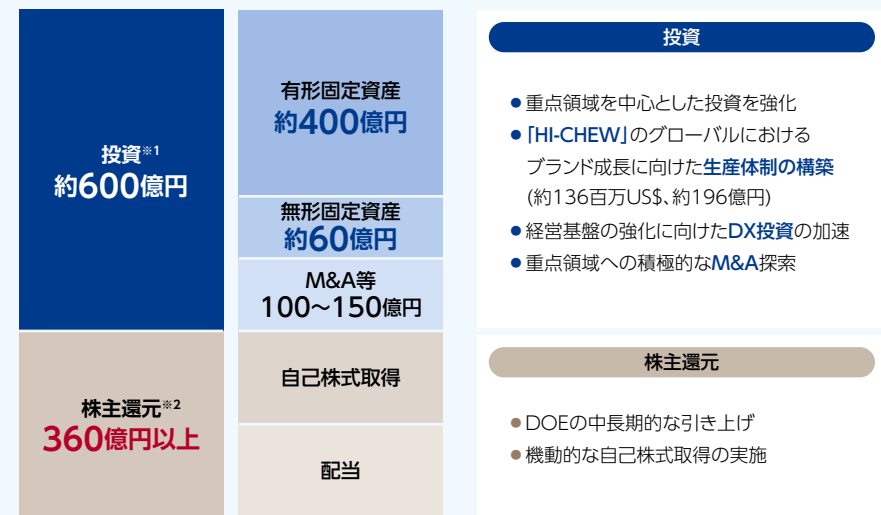 投資※1
約600億円
株主還元※2
360億円以上
有形固定資産
約400億円
無形固定資産
約60億円
M&A等
100〜150億円
自己株式取得
配当
投資
●重点領域を中心とした投資を強化
●「HI-CHEW」のグローバルにおける
ブランド成長に向けた生産体制の構築
(約136百万US$、約196億円)
●経営基盤の強化に向けたDX投資の加速
●重点領域への積極的なM&A探索
株主還元
●DOEの中長期的な引き上げ
●機動的な自己株式取得の実施